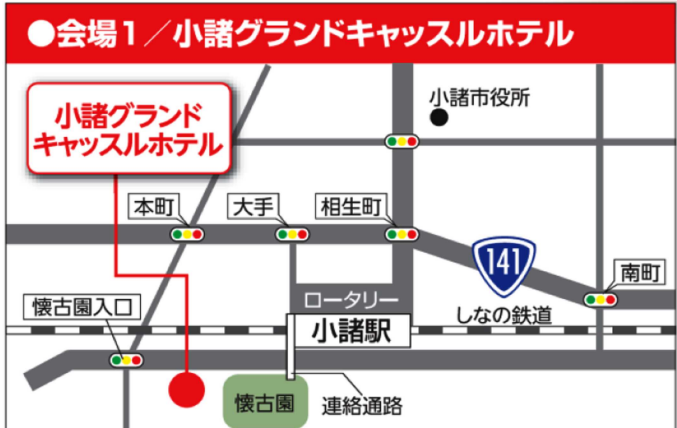 ●会場1／小諸グランドキャッスルホテル
小諸市役所
小諸グランド
キャッスルホテル
本町
大手
相生町
141
南町
ロータリー
懐古園入口
しなの鉄道
小諸駅
懐古園
連絡通路